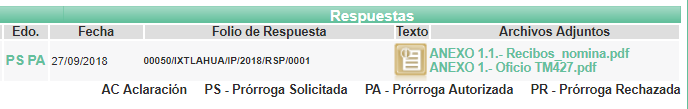 Respuestas
Edo. Fecha Folio de Respuesta Texto Archivos Adjuntos
PS PA 27/09/2018 00050/IXTLAHUA/IP/2018/RSP/0001 ANEXO 1.1.- Recibos_nomina.pdf
ANEXO 1.- Oficio TM427.pdf
AC Aclaración PS - Prórroga Solicitada PA - Prórroga Autorizada PR - Prórroga Rechazada